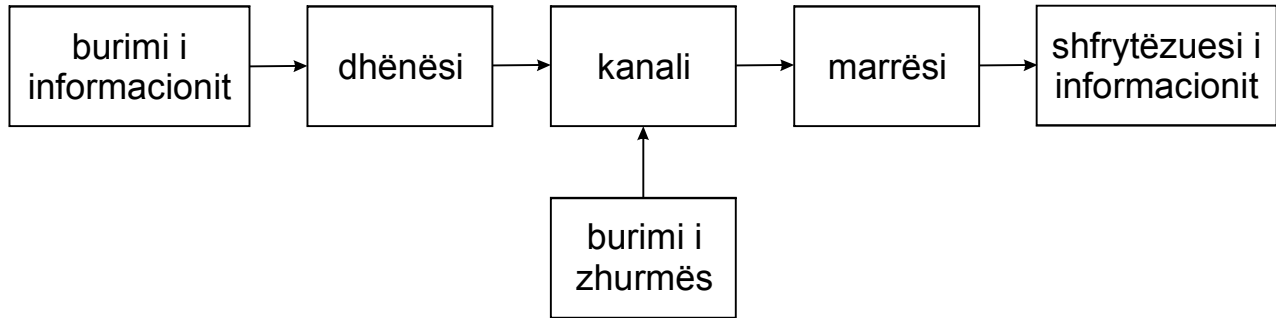 burimi i
informacionit
dhënësi
kanali
marrësi
shfrytëzuesi i
informacionit
burimi i
zhurmës